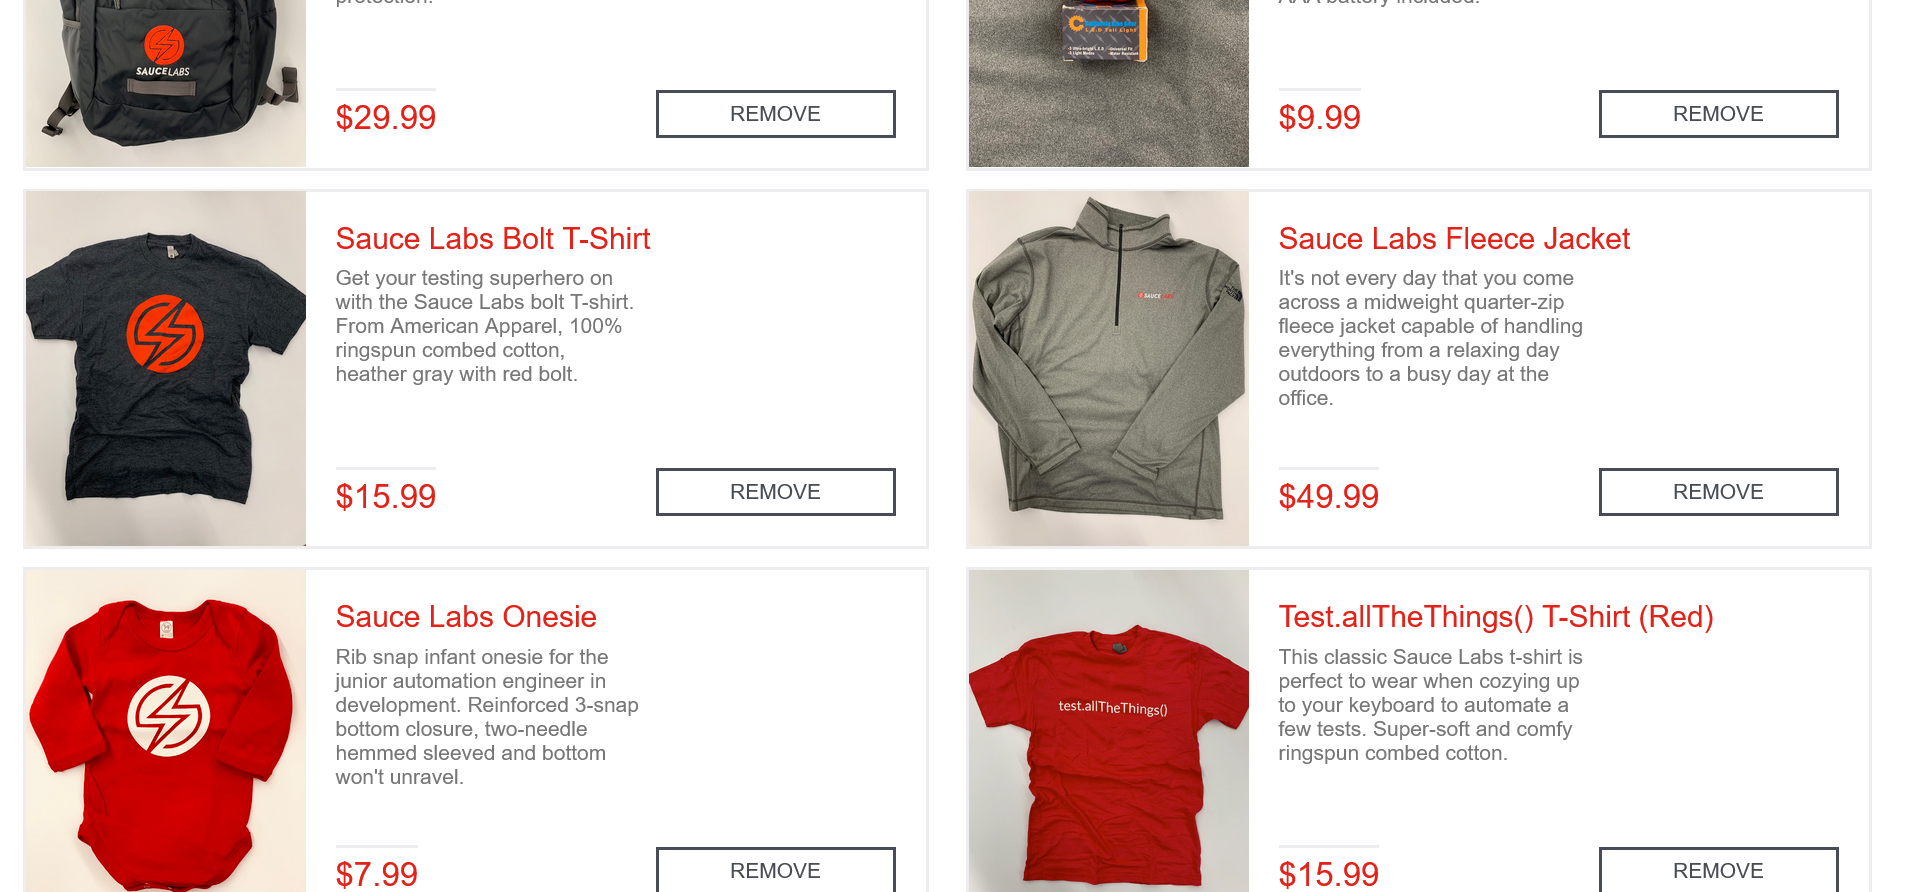 SAUCELABS
$29.99
REMOVE
L.E.D Tail Light
$9.99
REMOVE
Sauce Labs Bolt T-Shirt
Get your testing superhero on
with the Sauce Labs bolt T-shirt.
From American Apparel, 100%
ringspun combed cotton,
heather gray with red bolt.
$15.99
REMOVE
SAUCELABS
Sauce Labs Fleece Jacket
It's not every day that you come
across a midweight quarter-zip
fleece jacket capable of handling
everything from a relaxing day
outdoors to a busy day at the
office.
$49.99
REMOVE
Sauce Labs Onesie
Rib snap infant onesie for the
junior automation engineer in
development. Reinforced 3-snap
bottom closure, two-needle
hemmed sleeved and bottom
won't unravel.
$7.99
REMOVE
test.allTheThings()
Test.allTheThings() T-Shirt (Red)
This classic Sauce Labs t-shirt is
perfect to wear when cozying up
to your keyboard to automate a
few tests. Super-soft and comfy
ringspun combed cotton.
$15.99
REMOVE